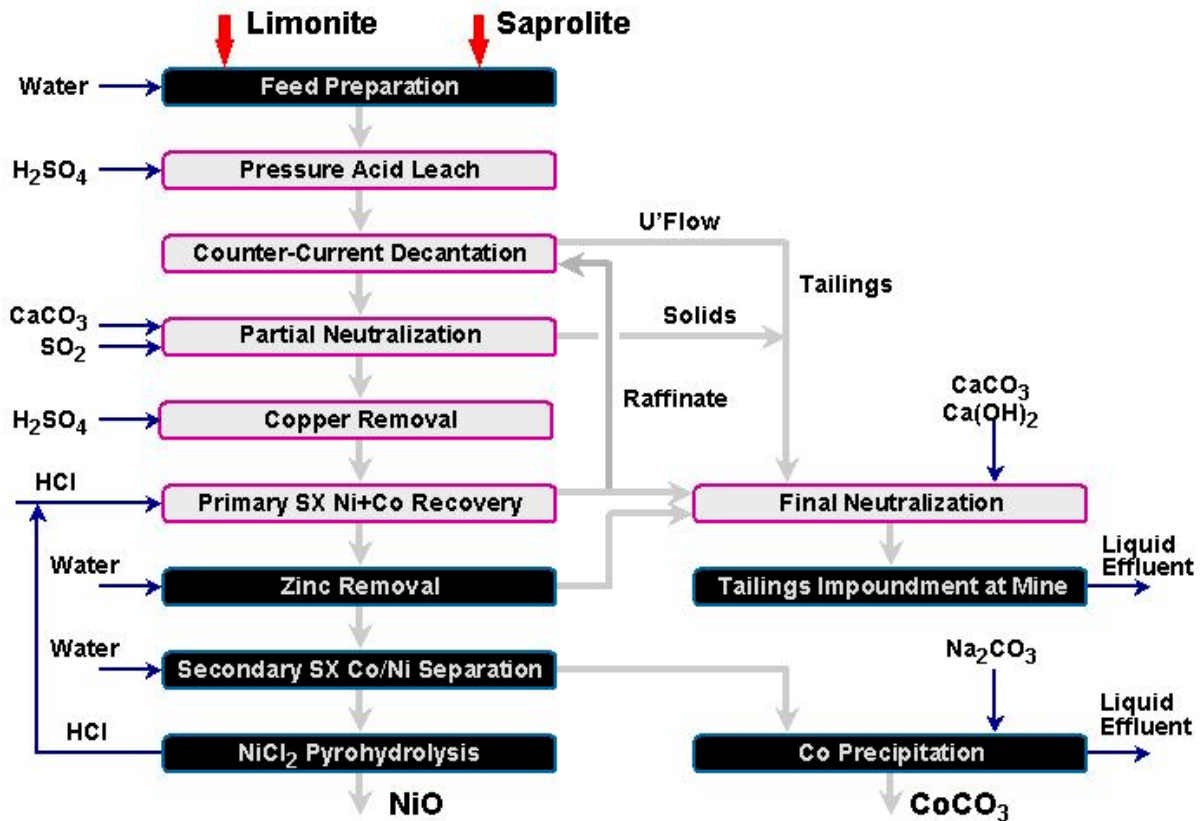 Limonite
Saprolite
Water
Feed Preparation
H₂SO₄
Pressure Acid Leach
U'Flow
Counter-Current Decantation
Tailings
CaCO₃
SO₂
Partial Neutralization
Solids
H₂SO₄
Copper Removal
Raffinate
CaCO₃
Ca(OH)₂
HCl
Primary SX Ni+Co Recovery
Final Neutralization
Water
Zinc Removal
Tailings Impoundment at Mine
Liquid
Effluent
Water
Secondary SX Co/Ni Separation
Na₂CO₃
HCl
NiCl₂ Pyrohydrolysis
Co Precipitation
Liquid
Effluent
NiO
CoCO₃